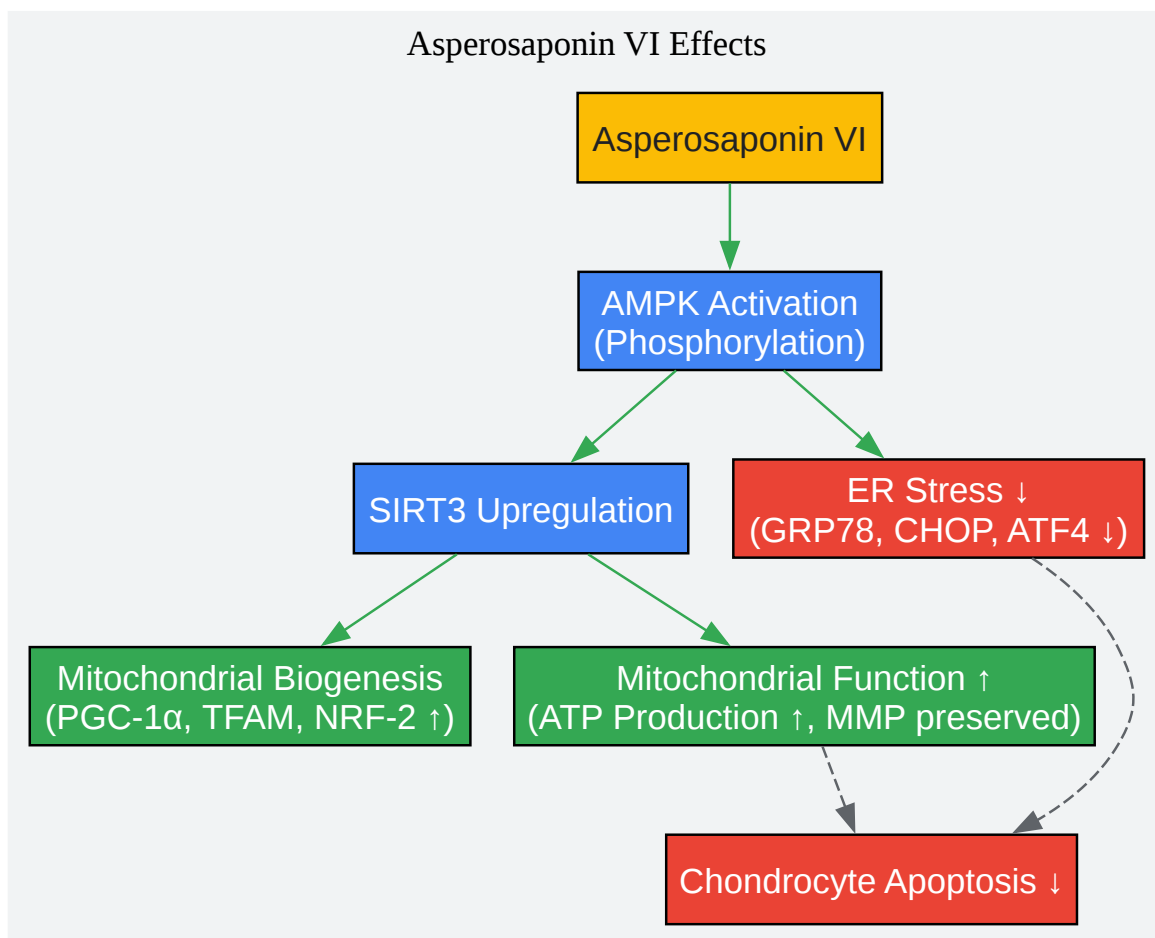 Asperosaponin VI Effects
Asperosaponin VI
AMPK Activation
(Phosphorylation)
SIRT3 Upregulation
ER Stress ↓
(GRP78, CHOP, ATF4 ↓)
Mitochondrial Biogenesis
(PGC-1α, TFAM, NRF-2 ↑)
Mitochondrial Function ↑
(ATP Production ↑, MMP preserved)
Chondrocyte Apoptosis ↓